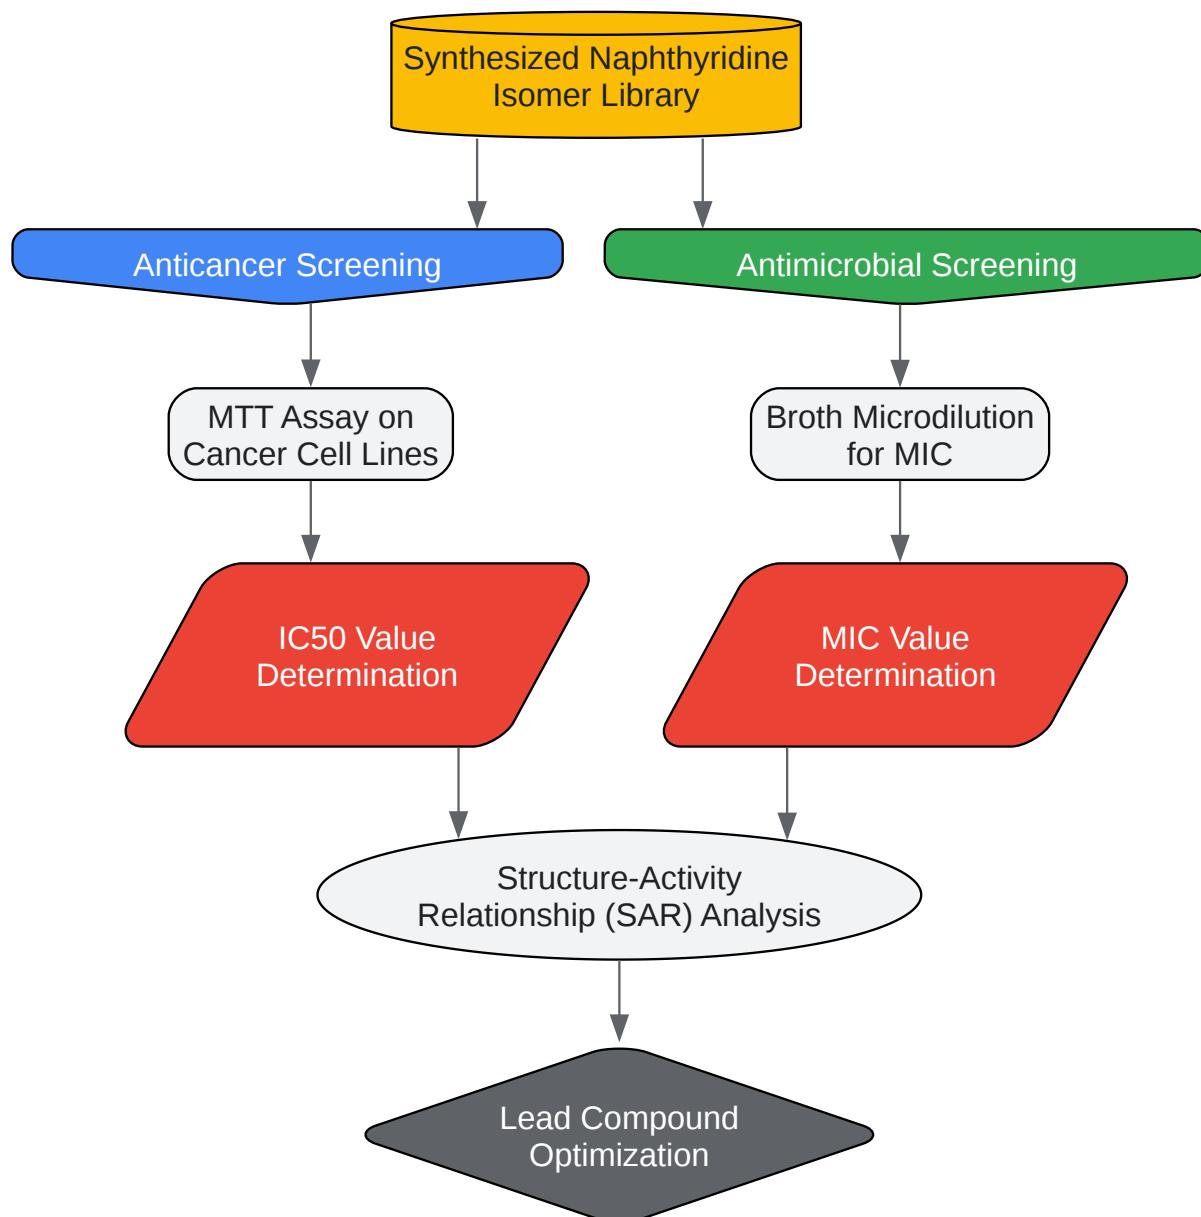 Synthesized Naphthyridine
Isomer Library
Anticancer Screening
Antimicrobial Screening
MTT Assay on
Cancer Cell Lines
Broth Microdilution
for MIC
IC50 Value
Determination
MIC Value
Determination
Structure-Activity
Relationship (SAR) Analysis
Lead Compound
Optimization